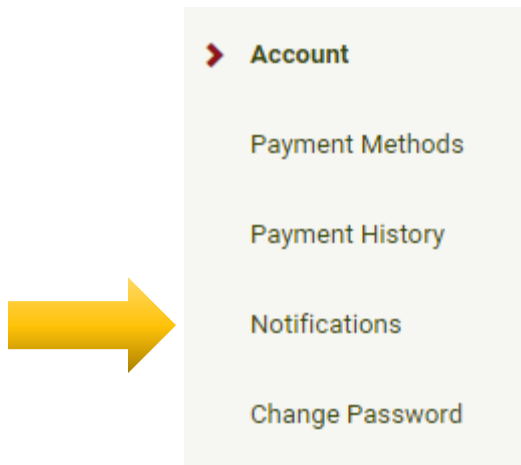 Account
Payment Methods
Payment History
Notifications
Change Password